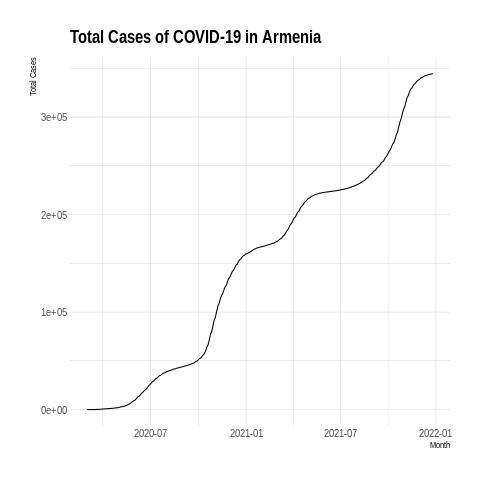 Total Cases of COVID-19 in Armenia
Total Cases
3e+05
2e+05
1e+05
0e+00
2020-07 2021-01 2021-07 2022-01
Month